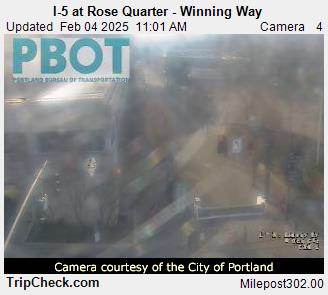 I-5 at Rose Quarter - Winning Way
Updated Feb 04 2025 11:01 AM Camera 4
PBOT
PORTLAND BUREAU OF TRANSPORTATION
Camera courtesy of the City of Portland
TripCheck.com Milepost302.00